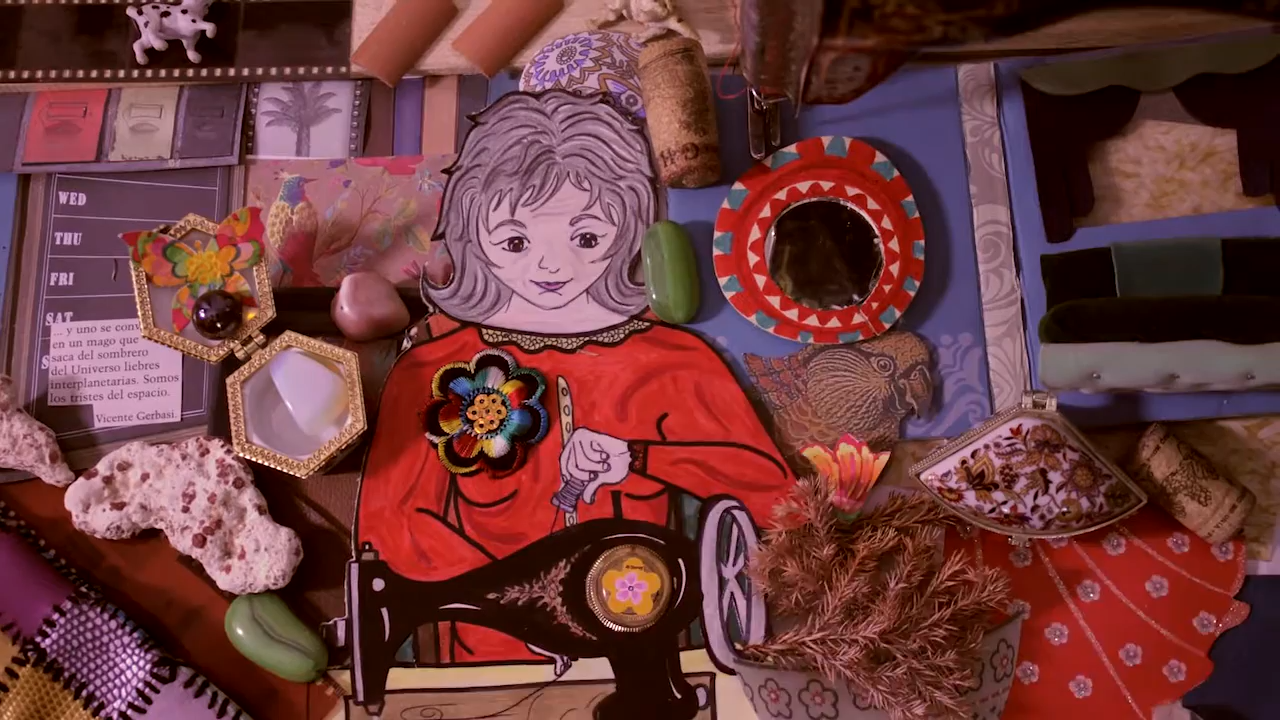 WED
THU
FRI
SAT
... y uno se conv
en un mago que
saca del sombrero
del Universo liebres
interplanetarias. Somos
los tristes del espacio.
Vicente Gerbasi.